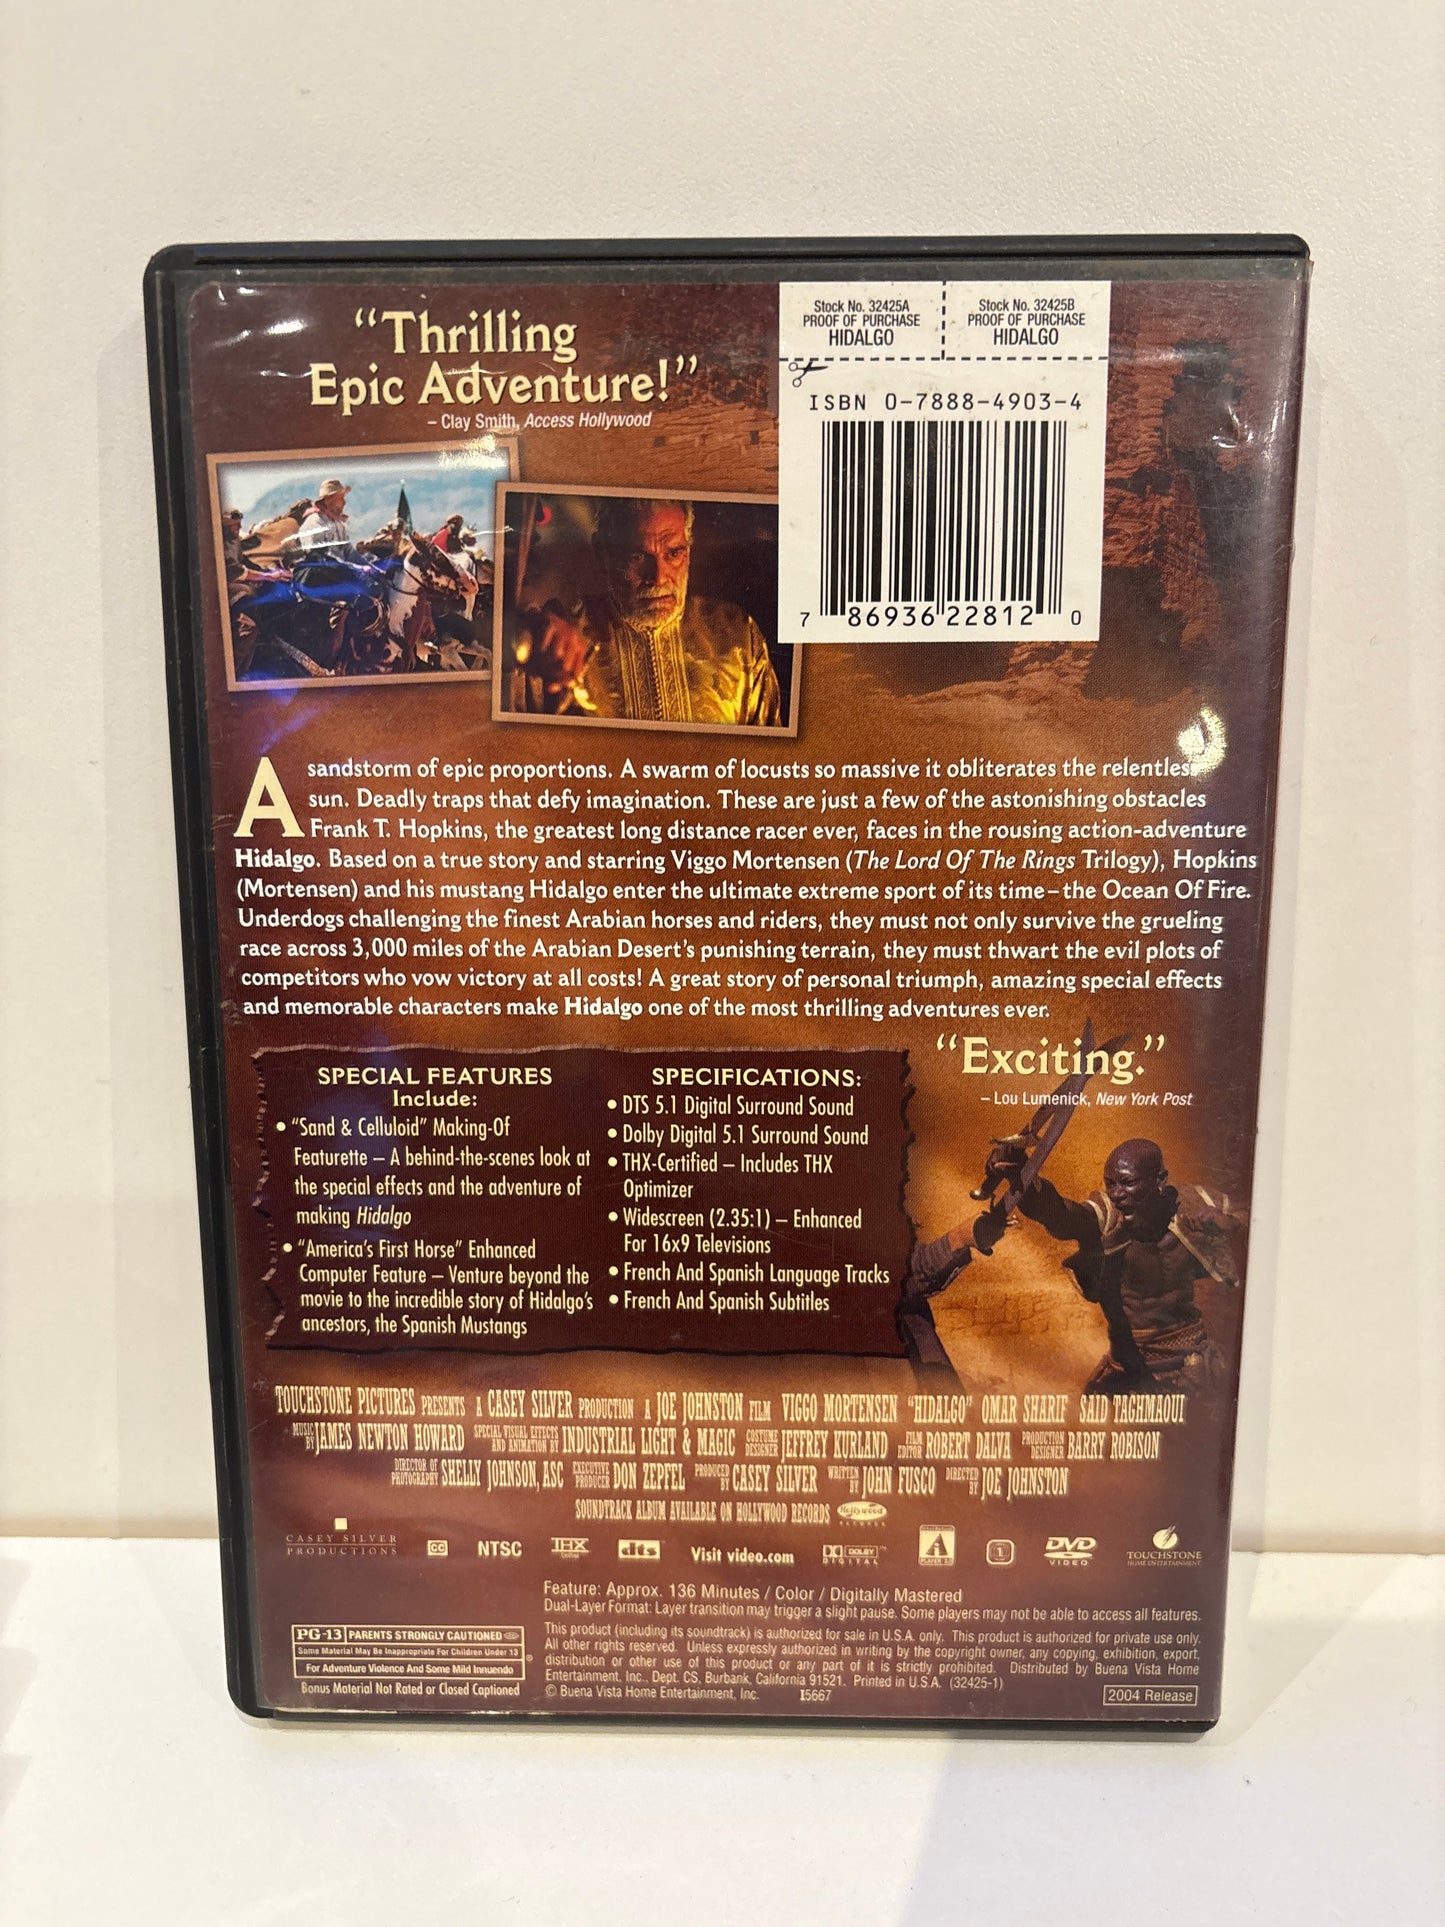 "Thrilling
Epic Adventure!"
– Clay Smith, Access Hollywood
Stock No. 32425A
PROOF OF PURCHASE
HIDALGO
Stock No. 32425B
PROOF OF PURCHASE
HIDALGO
ISBN 0-7888-4903-4
7 86936 22812 0
A sandstorm of epic proportions. A swarm of locusts so massive it obliterates the relentless
sun. Deadly traps that defy imagination. These are just a few of the astonishing obstacles
Frank T. Hopkins, the greatest long distance racer ever, faces in the rousing action-adventure
Hidalgo. Based on a true story and starring Viggo Mortensen (The Lord Of The Rings Trilogy), Hopkins
(Mortensen) and his mustang Hidalgo enter the ultimate extreme sport of its time – the Ocean Of Fire.
Underdogs challenging the finest Arabian horses and riders, they must not only survive the grueling
race across 3,000 miles of the Arabian Desert's punishing terrain, they must thwart the evil plots of
competitors who vow victory at all costs! A great story of personal triumph, amazing special effects
and memorable characters make Hidalgo one of the most thrilling adventures ever.
"Exciting."
– Lou Lumenick, New York Post
SPECIAL FEATURES
Include:
• "Sand & Celluloid" Making-Of
Featurette – A behind-the-scenes look at
the special effects and the adventure of
making Hidalgo
• "America's First Horse" Enhanced
Computer Feature – Venture beyond the
movie to the incredible story of Hidalgo's
ancestors, the Spanish Mustangs
SPECIFICATIONS:
• DTS 5.1 Digital Surround Sound
• Dolby Digital 5.1 Surround Sound
• THX-Certified – Includes THX
Optimizer
• Widescreen (2.35:1) – Enhanced
For 16x9 Televisions
• French And Spanish Language Tracks
• French And Spanish Subtitles
TOUCHSTONE PICTURES PRESENTS A CASEY SILVER PRODUCTION A JOE JOHNSTON FILM VIGGO MORTENSEN "HIDALGO" OMAR SHARIF SAID TAGHMAOUI
MUSIC BY JAMES NEWTON HOWARD SPECIAL VISUAL EFFECTS AND ANIMATION BY INDUSTRIAL LIGHT & MAGIC COSTUME DESIGNER JEFFREY KURLAND FILM EDITOR ROBERT DALVA PRODUCTION DESIGNER BARRY ROBISON
DIRECTOR OF PHOTOGRAPHY SHELLY JOHNSON, ASC EXECUTIVE PRODUCER DON ZEPFEL PRODUCED BY CASEY SILVER WRITTEN BY JOHN FUSCO DIRECTED BY JOE JOHNSTON
SOUNDTRACK ALBUM AVAILABLE ON HOLLYWOOD RECORDS Hollywood RECORDS
CASEY SILVER
PRODUCTIONS
CC
NTSC
THX
dts
Visit video.com
DOLBY
DIGITAL
1
DVD
VIDEO
TOUCHSTONE
HOME ENTERTAINMENT
Feature: Approx. 136 Minutes / Color / Digitally Mastered
Dual-Layer Format: Layer transition may trigger a slight pause. Some players may not be able to access all features.
PG-13 PARENTS STRONGLY CAUTIONED
Some Material May Be Inappropriate For Children Under 13
For Adventure Violence And Some Mild Innuendo
Bonus Material Not Rated or Closed Captioned
This product (including its soundtrack) is authorized for sale in U.S.A. only. This product is authorized for private use only.
All other rights reserved. Unless expressly authorized in writing by the copyright owner, any copying, exhibition, export,
distribution or other use of this product or any part of it is strictly prohibited. Distributed by Buena Vista Home
Entertainment, Inc., Dept. CS, Burbank, California 91521. Printed in U.S.A. (32425-1)
© Buena Vista Home Entertainment, Inc. I5667
2004 Release